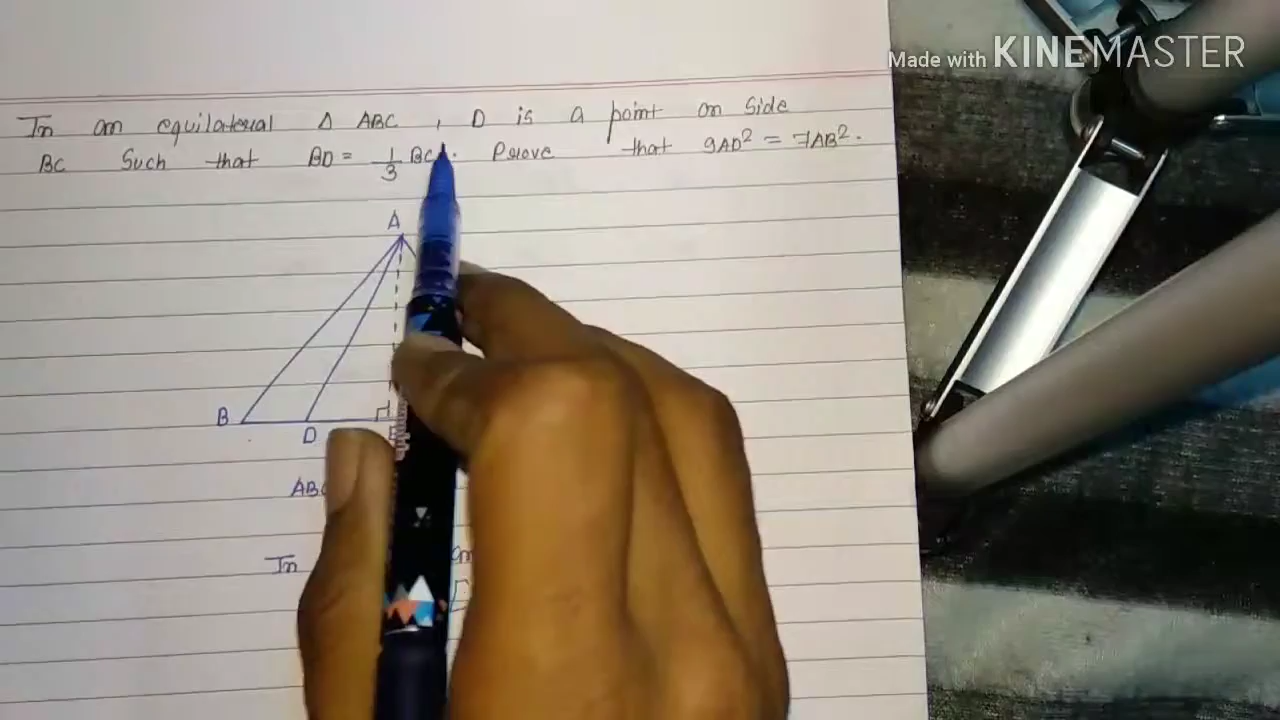 Made with KINEMASTER
In an equilateral Δ ABC , D is a point on Side
BC Such that BD = 1/3 BC. Prove that 9AD² = 7AB².
A
B
D
ABC
In